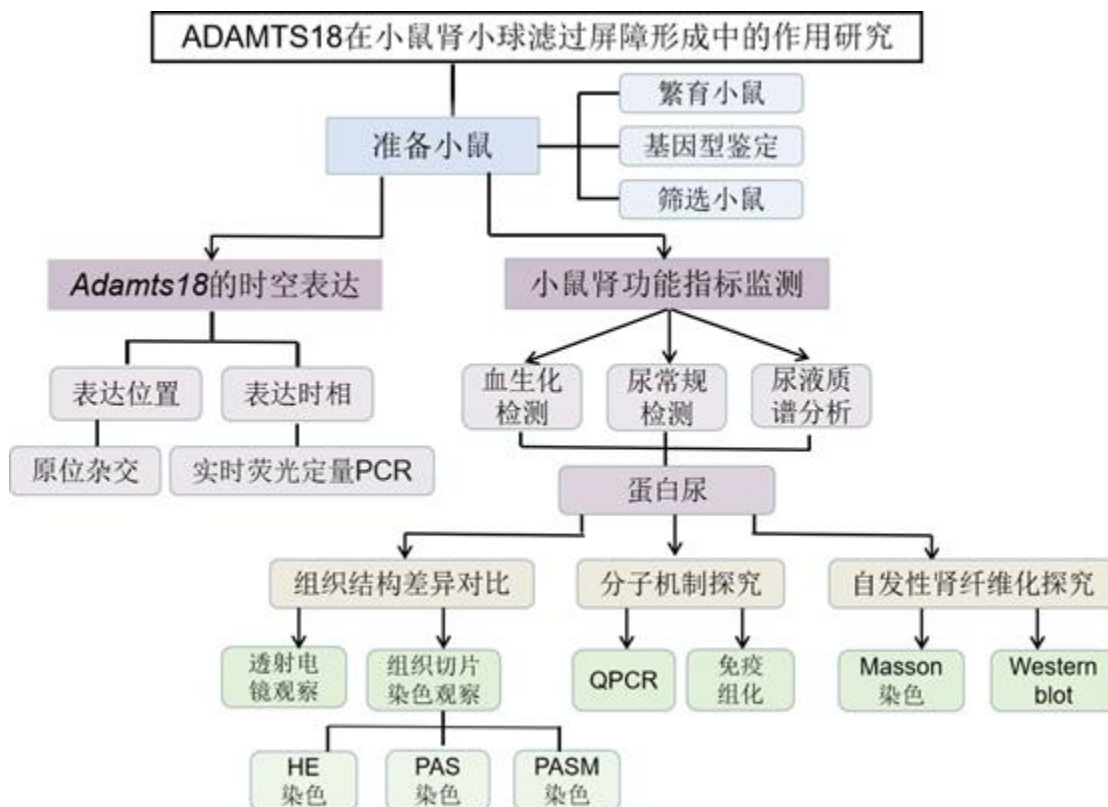 ADAMTS18在小鼠肾小球滤过屏障形成中的作用研究
准备小鼠
繁育小鼠
基因型鉴定
筛选小鼠
Adamts18的时空表达
小鼠肾功能指标监测
表达位置
表达时相
血生化
检测
尿常规
检测
尿液质
谱分析
原位杂交
实时荧光定量PCR
蛋白尿
组织结构差异对比
分子机制探究
自发性肾纤维化探究
透射电
镜观察
组织切片
染色观察
QPCR
免疫
组化
Masson
染色
Western
blot
HE
染色
PAS
染色
PASM
染色